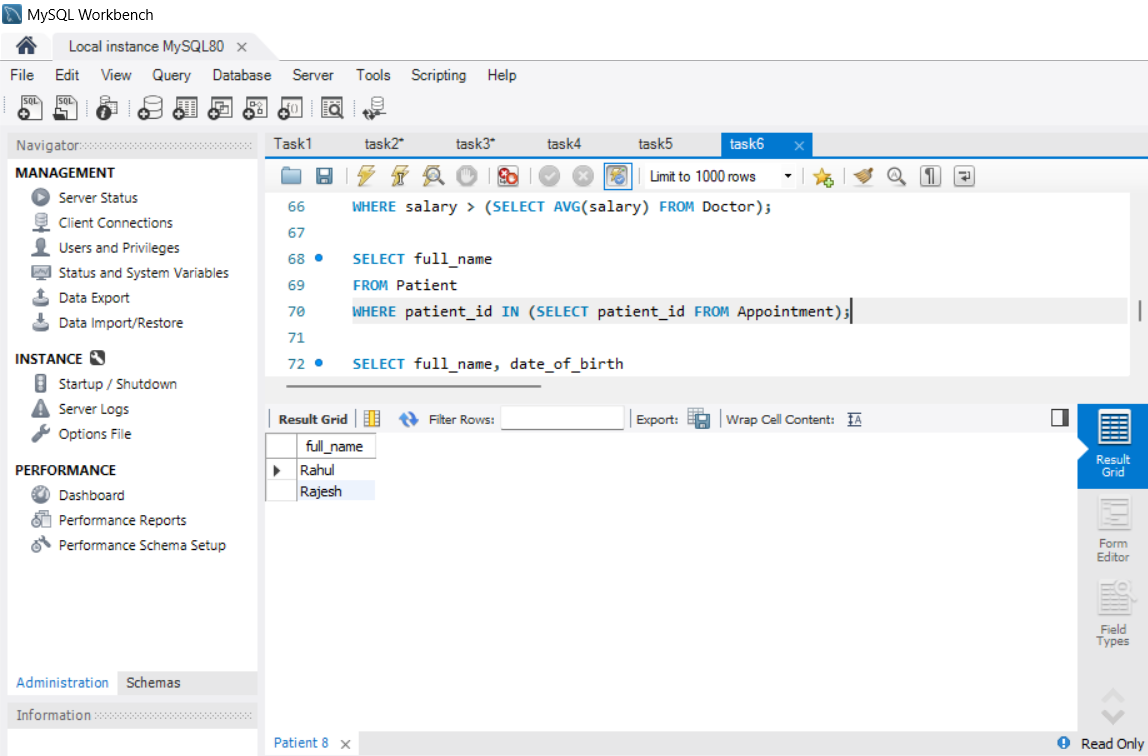 MySQL Workbench
Local instance MySQL80
File Edit View Query Database Server Tools Scripting Help
Navigator
MANAGEMENT
Server Status
Client Connections
Users and Privileges
Status and System Variables
Data Export
Data Import/Restore
INSTANCE
Startup / Shutdown
Server Logs
Options File
PERFORMANCE
Dashboard
Performance Reports
Performance Schema Setup
Administration Schemas
Information
Task1 task2* task3* task4 task5 task6
Limit to 1000 rows
66 WHERE salary > (SELECT AVG(salary) FROM Doctor);
67
68 SELECT full_name
69 FROM Patient
70 WHERE patient_id IN (SELECT patient_id FROM Appointment);
71
72 SELECT full_name, date_of_birth
Result Grid Filter Rows: Export: Wrap Cell Content:
full_name
Rahul
Rajesh
Result
Grid
Form
Editor
Field
Types
Patient 8
Read Only